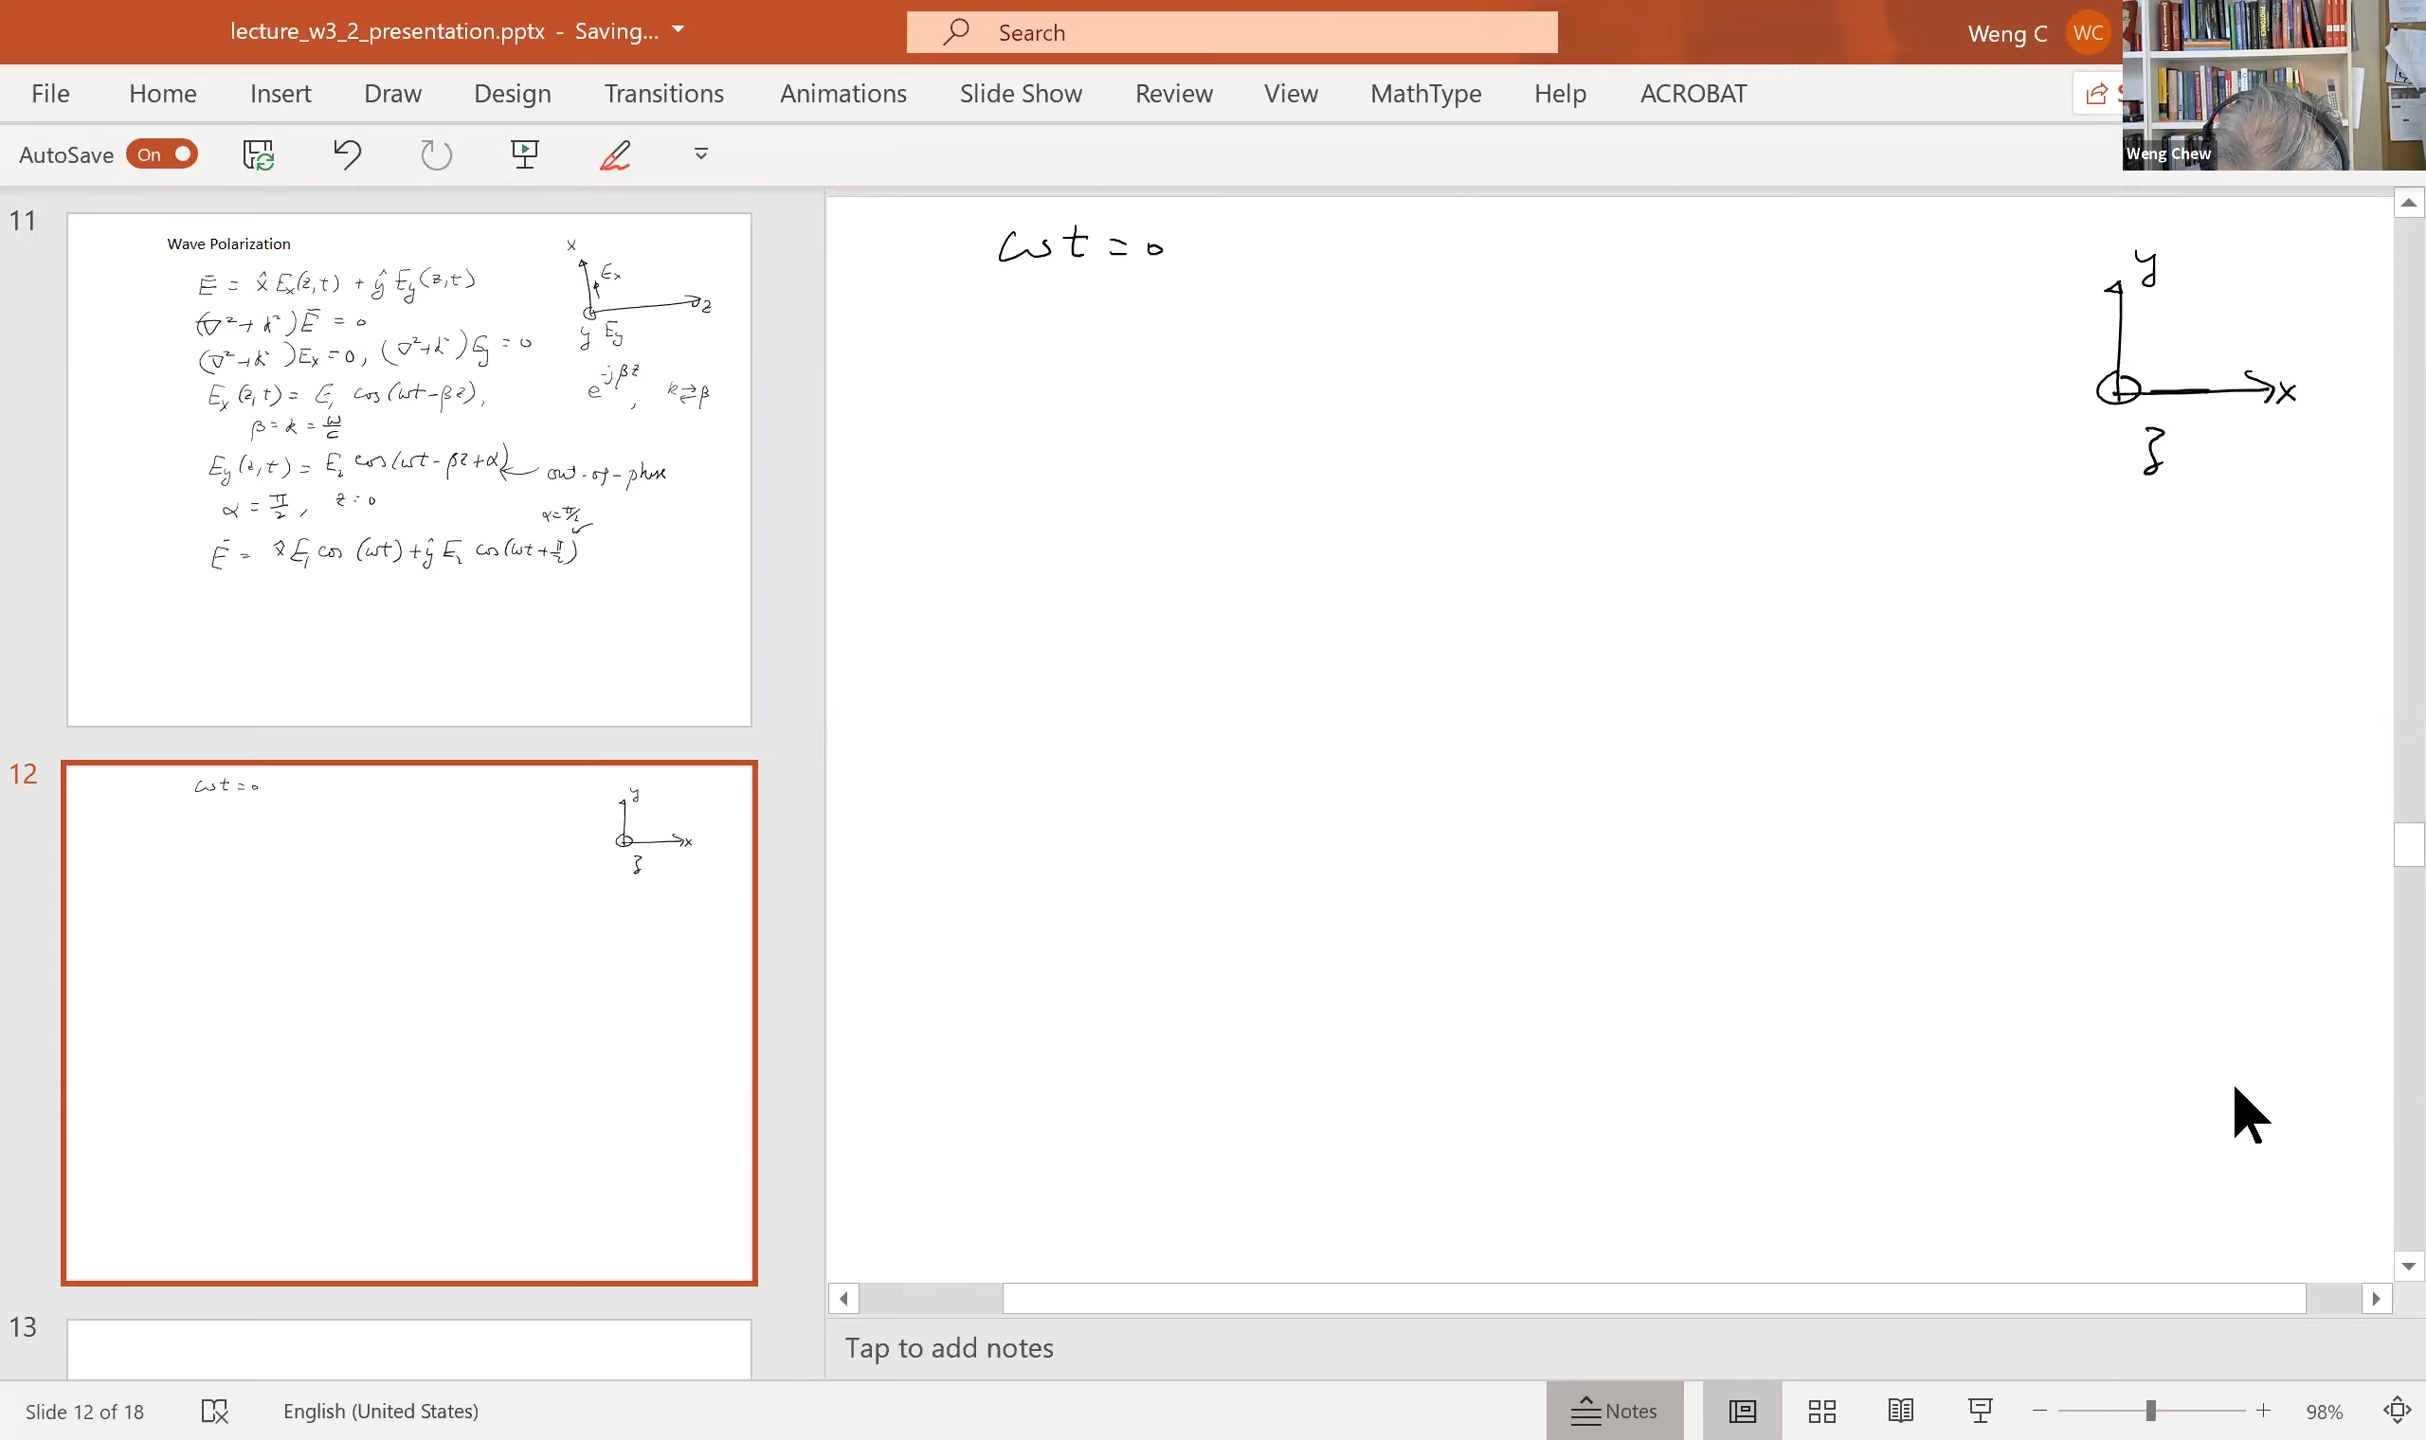 lecture_w3_2_presentation.pptx - Saving...
Search
Weng C
WC
Weng Chew
File Home Insert Draw Design Transitions Animations Slide Show Review View MathType Help ACROBAT
AutoSave On
11
Wave Polarization
Ē = x̂ Ex(z,t) + ŷ Ey(z,t)
(∇² + k²)Ē = 0
(∇² + k²)Ex = 0, (∇² + k²)Ey = 0
Ex(z,t) = E₁ cos(ωt - βz),
β = k = ω/c
Ey(z,t) = E₂ cos(ωt - βz + α) ← out-of-phase
α = π/2, z = 0
α = π/2
Ē = x̂ E₁ cos(ωt) + ŷ E₂ cos(ωt + π/2)
x
Ex
z
y Ey
e^-jβz, k ⇄ β
12
ωt = 0
y
x
z
13
ωt = 0
y
x
z
Tap to add notes
Slide 12 of 18
English (United States)
Notes
98%